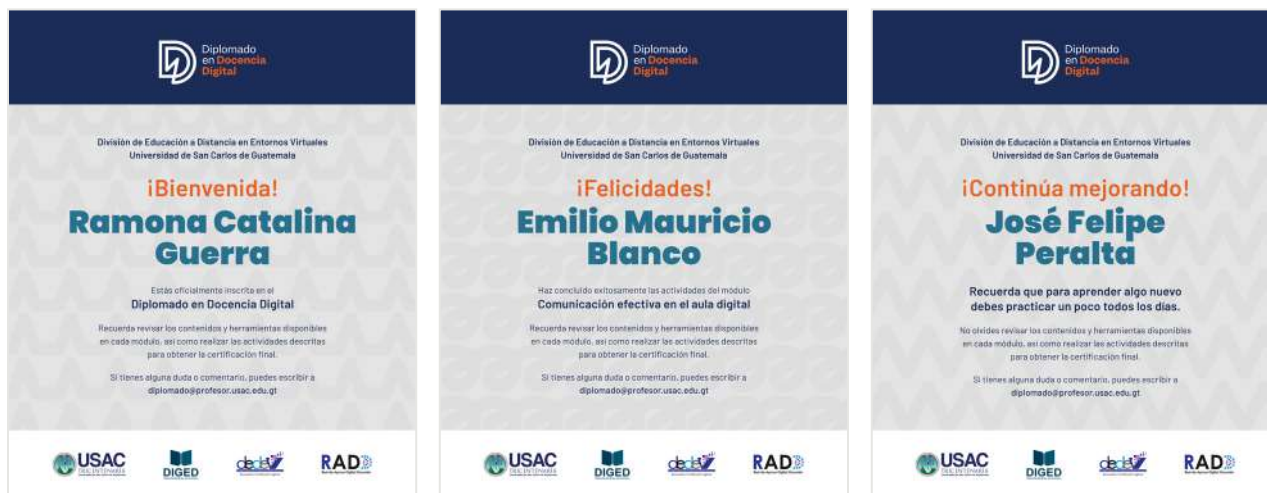 Diplomado
en Docencia
Digital
División de Educación a Distancia en Entornos Virtuales
Universidad de San Carlos de Guatemala
¡Bienvenida!
Ramona Catalina
Guerra
Estás oficialmente inscrita en el
Diplomado en Docencia Digital
Recuerda revisar los contenidos y herramientas disponibles
en cada módulo, así como realizar las actividades descritas
para obtener la certificación final.
Si tienes alguna duda o comentario, puedes escribir a
diplomado@profesor.usac.edu.gt
USAC
TRICENTENARIA
DIGED
dedev
RADD
Diplomado
en Docencia
Digital
División de Educación a Distancia en Entornos Virtuales
Universidad de San Carlos de Guatemala
¡Felicidades!
Emilio Mauricio
Blanco
Haz concluido exitosamente las actividades del módulo
Comunicación efectiva en el aula digital
Recuerda revisar los contenidos y herramientas disponibles
en cada módulo, así como realizar las actividades descritas
para obtener la certificación final.
Si tienes alguna duda o comentario, puedes escribir a
diplomado@profesor.usac.edu.gt
USAC
TRICENTENARIA
DIGED
dedev
RADD
Diplomado
en Docencia
Digital
División de Educación a Distancia en Entornos Virtuales
Universidad de San Carlos de Guatemala
¡Continúa mejorando!
José Felipe
Peralta
Recuerda que para aprender algo nuevo
debes practicar un poco todos los días.
No olvides revisar los contenidos y herramientas disponibles
en cada módulo, así como realizar las actividades descritas
para obtener la certificación final.
Si tienes alguna duda o comentario, puedes escribir a
diplomado@profesor.usac.edu.gt
USAC
TRICENTENARIA
DIGED
dedev
RADD